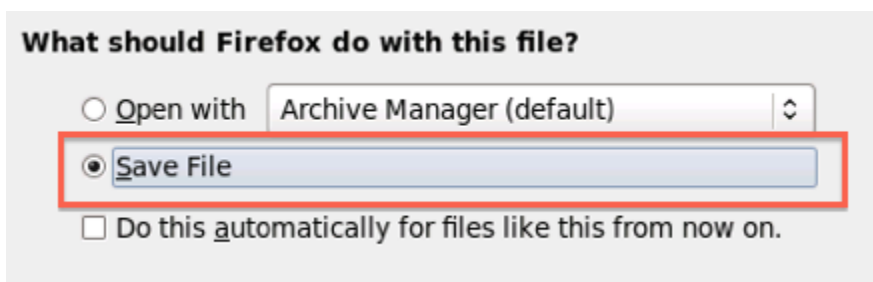 What should Firefox do with this file?
Open with Archive Manager (default)
Save File
Do this automatically for files like this from now on.